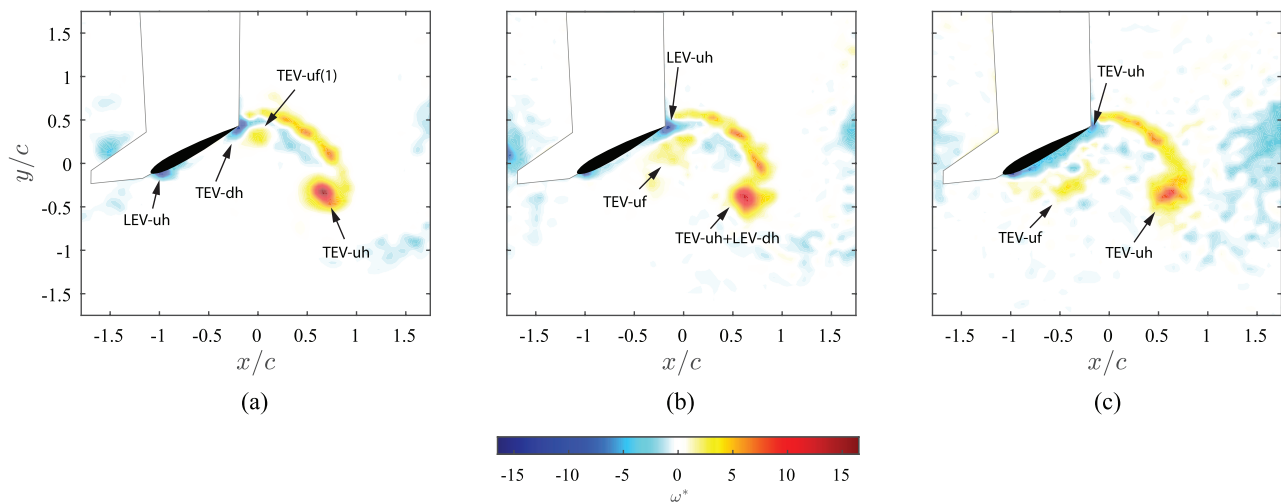 1.5
1
0.5
0
-0.5
-1
-1.5
y/c
-1.5 -1 -0.5 0 0.5 1 1.5
x/c
TEV-uf(1)
TEV-dh
LEV-uh
TEV-uh
(a)
-1.5 -1 -0.5 0 0.5 1 1.5
x/c
LEV-uh
TEV-uf
TEV-uh+LEV-dh
(b)
-1.5 -1 -0.5 0 0.5 1 1.5
x/c
TEV-uh
TEV-uf
TEV-uh
(c)
-15 -10 -5 0 5 10 15
ω*